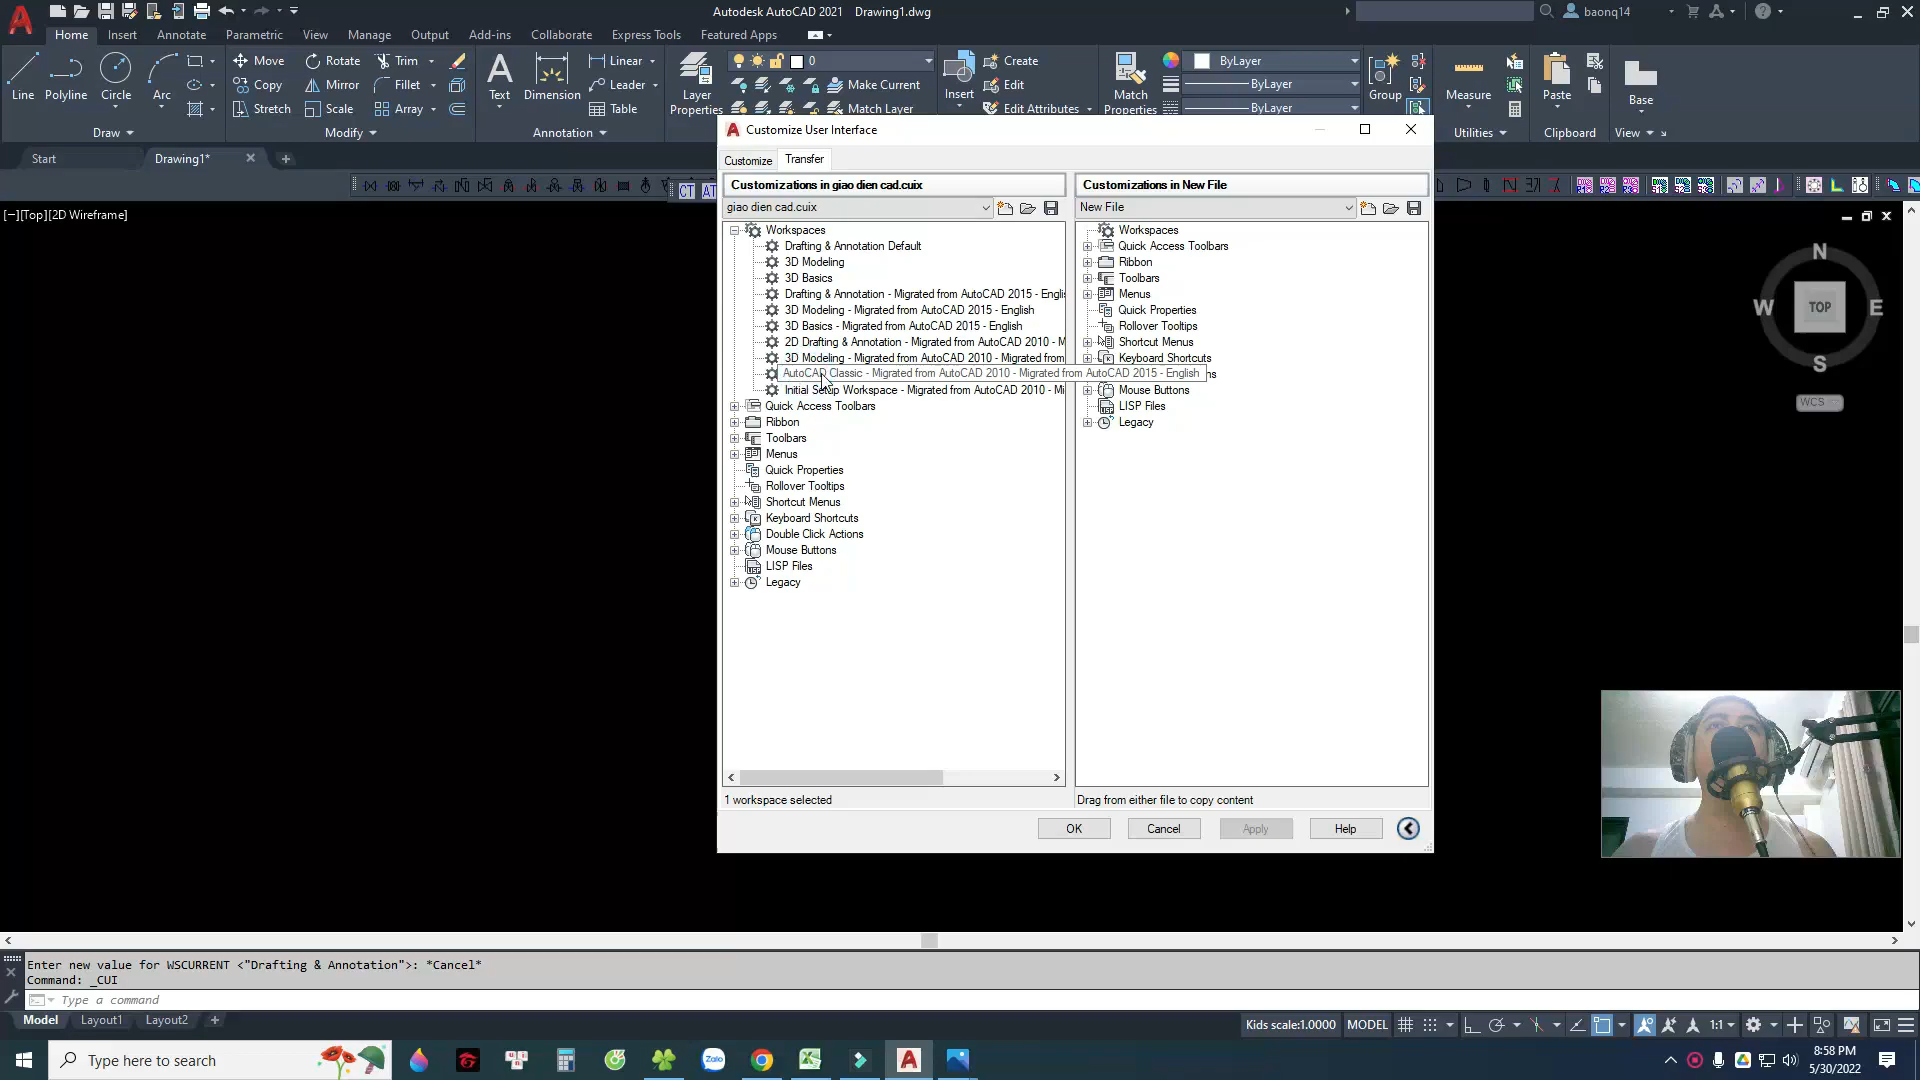 Autodesk AutoCAD 2021 Drawing1.dwg
baonq14
Home Insert Annotate Parametric View Manage Output Add-ins Collaborate Express Tools Featured Apps
Move Rotate Trim
Copy Mirror Fillet
Stretch Scale Array
Line Polyline Circle Arc
Draw Modify
Text Dimension
Linear
Leader
Table
Annotation
Layer
Properties
0
Make Current
Match Layer
Insert
Create
Edit
Edit Attributes
Match
Properties
ByLayer
ByLayer
ByLayer
Group
Measure
Utilities
Paste
Clipboard
Base
View
Start Drawing1*
CT AT
[−][Top][2D Wireframe]
N
W TOP E
S
WCS
Customize User Interface
Customize Transfer
Customizations in giao dien cad.cuix
giao dien cad.cuix
Workspaces
Drafting & Annotation Default
3D Modeling
3D Basics
Drafting & Annotation - Migrated from AutoCAD 2015 - Engli
3D Modeling - Migrated from AutoCAD 2015 - English
3D Basics - Migrated from AutoCAD 2015 - English
2D Drafting & Annotation - Migrated from AutoCAD 2010 - M
3D Modeling - Migrated from AutoCAD 2010 - Migrated from
AutoCAD Classic - Migrated from AutoCAD 2010 - Migrated from AutoCAD 2015 - English
Initial Setup Workspace - Migrated from AutoCAD 2010 - Mi
Quick Access Toolbars
Ribbon
Toolbars
Menus
Quick Properties
Rollover Tooltips
Shortcut Menus
Keyboard Shortcuts
Double Click Actions
Mouse Buttons
LISP Files
Legacy
1 workspace selected
Customizations in New File
New File
Workspaces
Quick Access Toolbars
Ribbon
Toolbars
Menus
Quick Properties
Rollover Tooltips
Shortcut Menus
Keyboard Shortcuts
ns
Mouse Buttons
LISP Files
Legacy
Drag from either file to copy content
OK Cancel Apply Help
Enter new value for WSCURRENT <"Drafting & Annotation">: *Cancel*
Command: _CUI
Type a command
Model Layout1 Layout2
Kids scale:1.0000 MODEL 1:1
Type here to search
Zalo
8:58 PM
5/30/2022